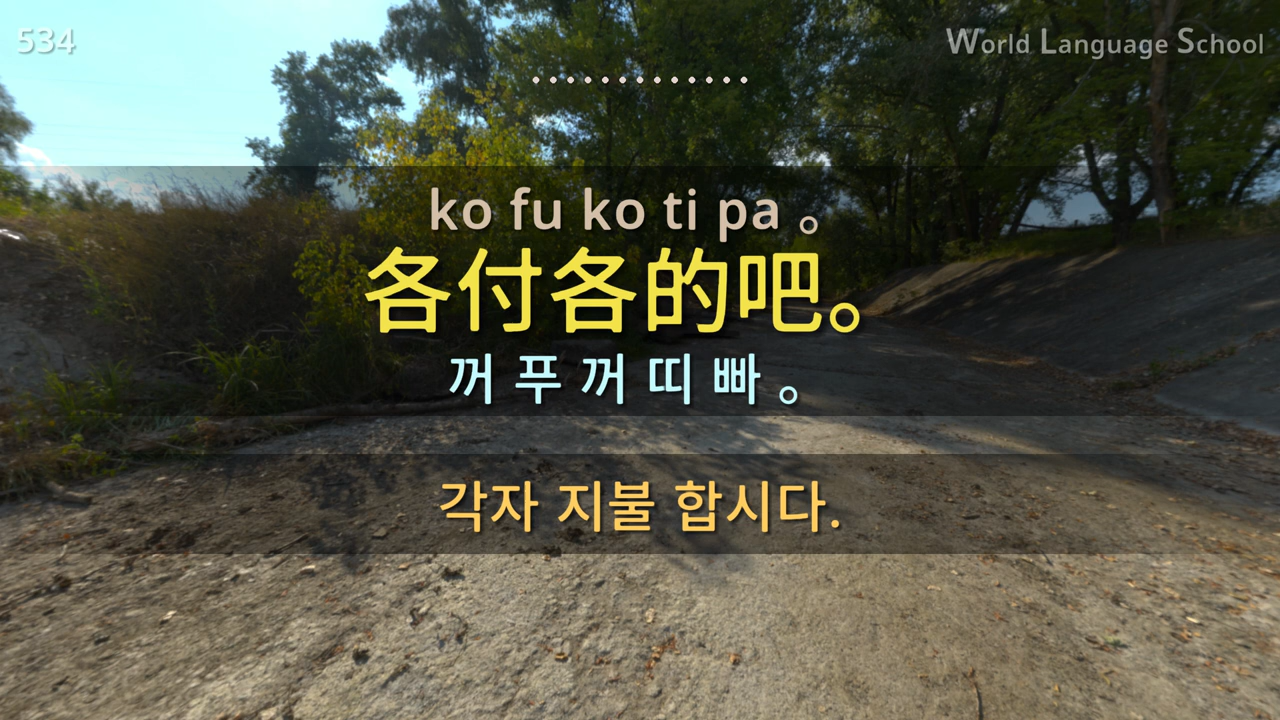 534
World Language School
.............
ko fu ko ti pa 。
各付各的吧。
꺼 푸 꺼 띠 빠 。
각자 지불 합시다.